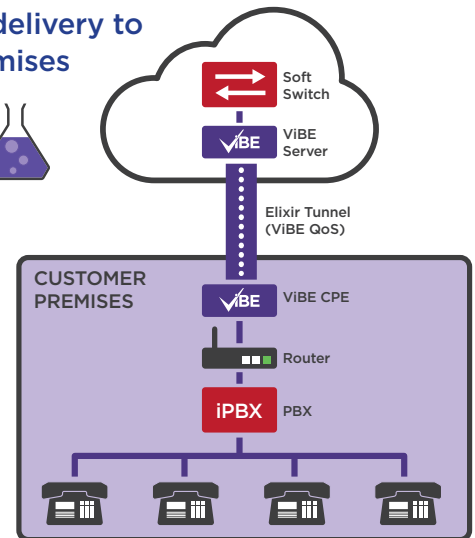 delivery to
mises
Soft
Switch
ViBE
ViBE
Server
Elixir Tunnel
(ViBE QoS)
CUSTOMER
PREMISES
ViBE
ViBE CPE
Router
iPBX
PBX